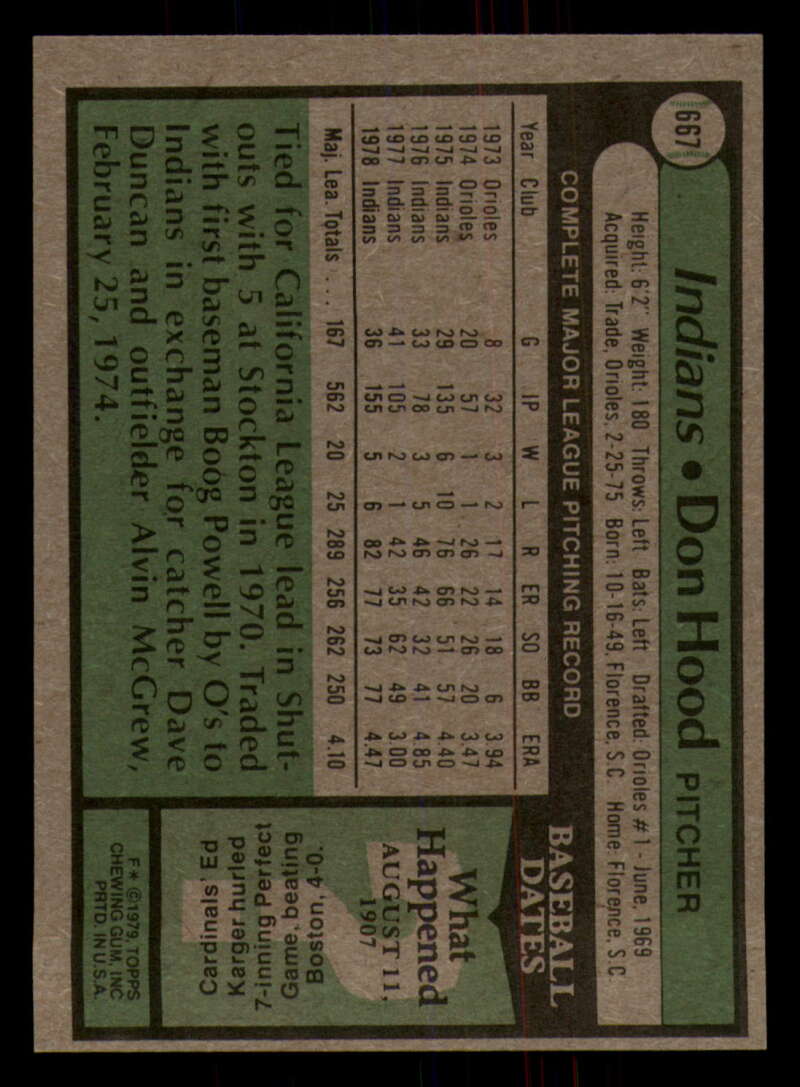 667
Indians • Don Hood PITCHER
Height: 6'2" Weight: 180 Throws: Left Bats: Left Drafted: Orioles #1-June, 1969
Acquired: Trade, Orioles, 2-25-75 Born: 10-16-49, Florence, S.C. Home: Florence, S.C.
COMPLETE MAJOR LEAGUE PITCHING RECORD
Year Club G IP W L R ER SO BB ERA
1973 Orioles 8 32 3 2 17 14 18 6 3.94
1974 Orioles 20 57 1 1 26 22 26 20 3.47
1975 Indians 29 135 6 10 76 66 51 57 4.40
1976 Indians 33 78 3 5 46 42 32 41 4.85
1977 Indians 41 105 2 1 42 35 62 49 3.00
1978 Indians 36 155 5 6 82 77 73 77 4.47
Maj. Lea. Totals ... 167 562 20 25 289 256 262 250 4.10
Tied for California League lead in Shut-
outs with 5 at Stockton in 1970. Traded
with first baseman Boog Powell by O's to
Indians in exchange for catcher Dave
Duncan and outfielder Alvin McGrew,
February 25, 1974.
BASEBALL
DATES
What
Happened
AUGUST 11,
1907
Cardinals' Ed
Karger hurled
7-inning Perfect
Game, beating
Boston, 4-0.
F* ©1979 TOPPS
CHEWING GUM, INC
PRTD. IN U.S.A.